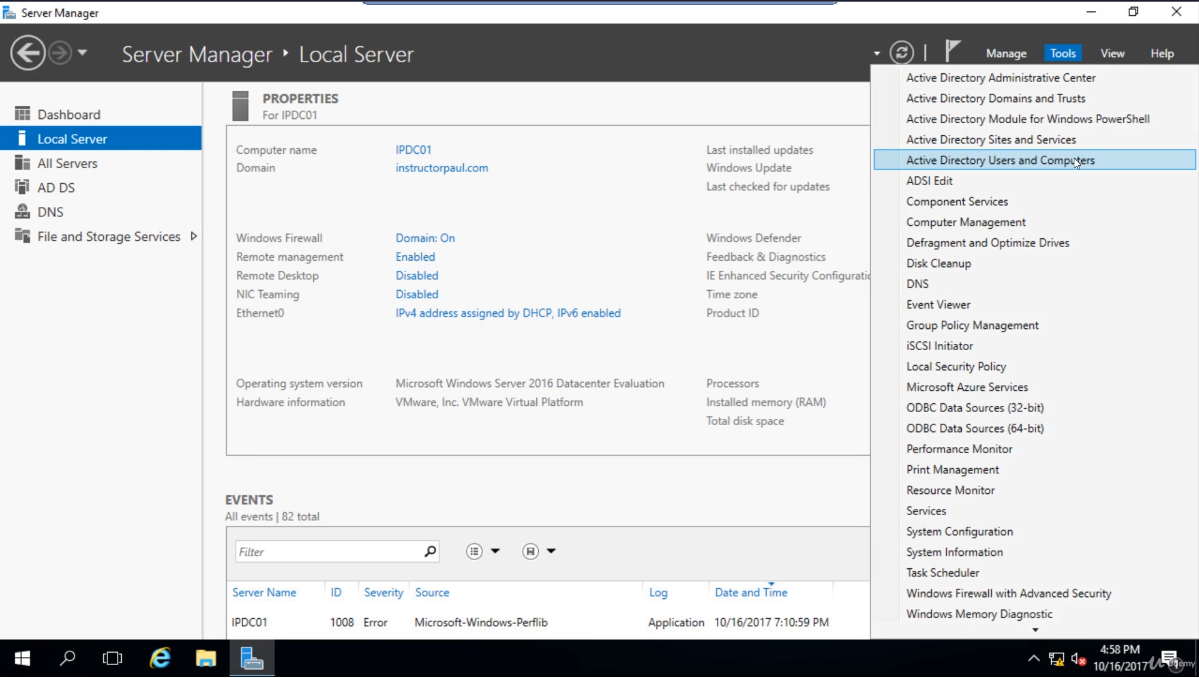 Server Manager
Server Manager ‣ Local Server
Manage Tools View Help
Dashboard
Local Server
All Servers
AD DS
DNS
File and Storage Services
PROPERTIES
For IPDC01
Computer name IPDC01
Domain instructorpaul.com
Last installed updates
Windows Update
Last checked for updates
Windows Firewall Domain: On
Remote management Enabled
Remote Desktop Disabled
NIC Teaming Disabled
Ethernet0 IPv4 address assigned by DHCP, IPv6 enabled
Windows Defender
Feedback & Diagnostics
IE Enhanced Security Configuratio
Time zone
Product ID
Operating system version Microsoft Windows Server 2016 Datacenter Evaluation
Hardware information VMware, Inc. VMware Virtual Platform
Processors
Installed memory (RAM)
Total disk space
EVENTS
All events | 82 total
Filter
Server Name ID Severity Source Log Date and Time
IPDC01 1008 Error Microsoft-Windows-Perflib Application 10/16/2017 7:10:59 PM
Active Directory Administrative Center
Active Directory Domains and Trusts
Active Directory Module for Windows PowerShell
Active Directory Sites and Services
Active Directory Users and Computers
ADSI Edit
Component Services
Computer Management
Defragment and Optimize Drives
Disk Cleanup
DNS
Event Viewer
Group Policy Management
iSCSI Initiator
Local Security Policy
Microsoft Azure Services
ODBC Data Sources (32-bit)
ODBC Data Sources (64-bit)
Performance Monitor
Print Management
Resource Monitor
Services
System Configuration
System Information
Task Scheduler
Windows Firewall with Advanced Security
Windows Memory Diagnostic
4:58 PM
10/16/2017
Udemy